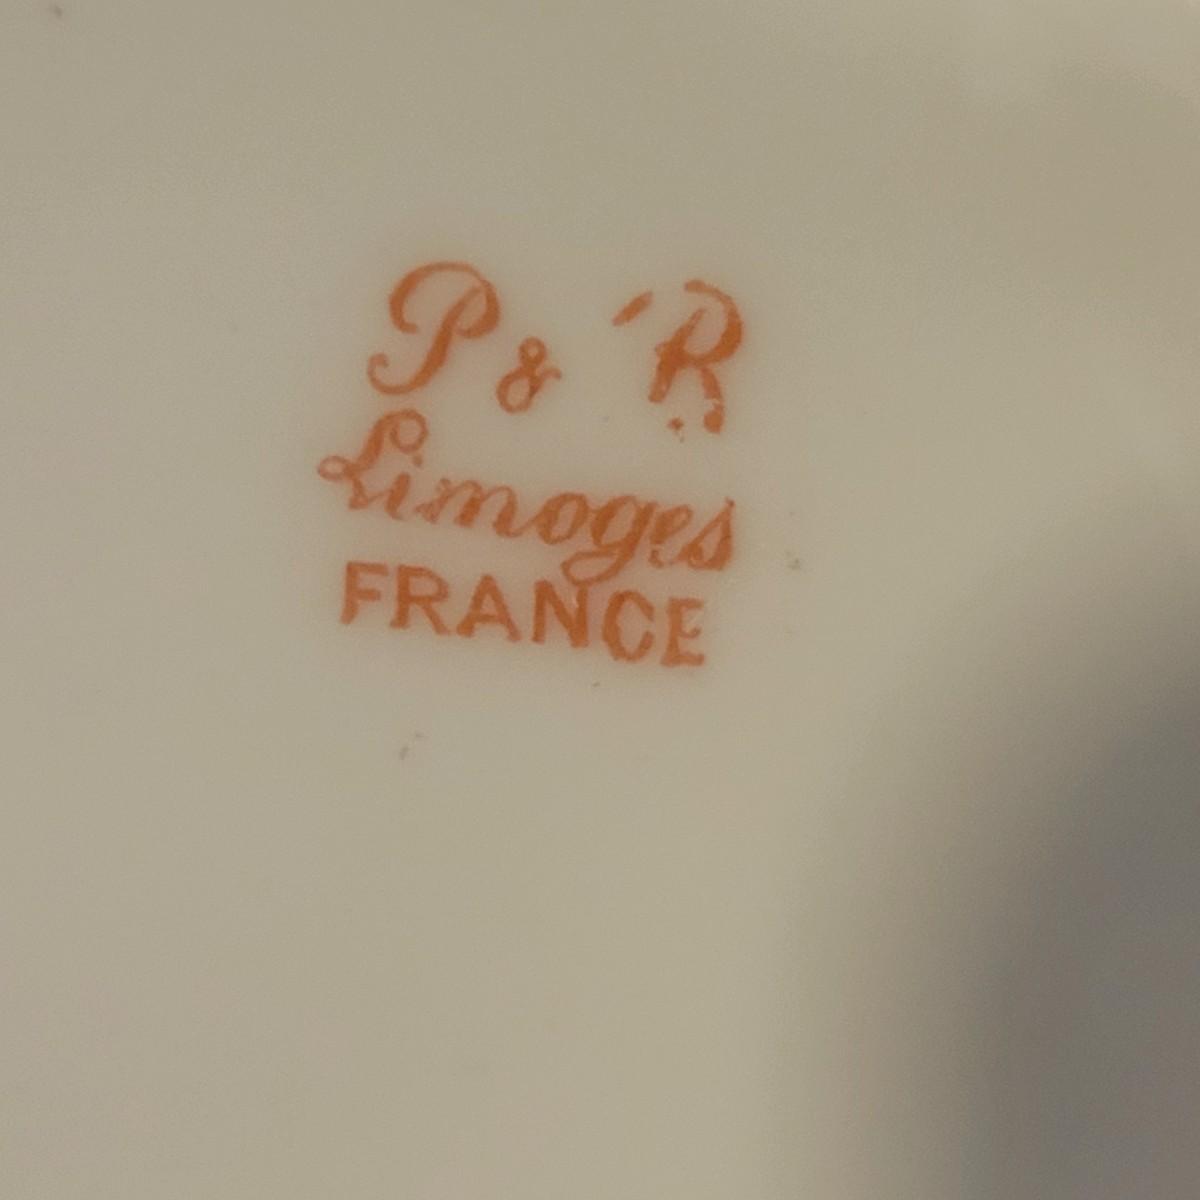 P & R
Limoges
FRANCE